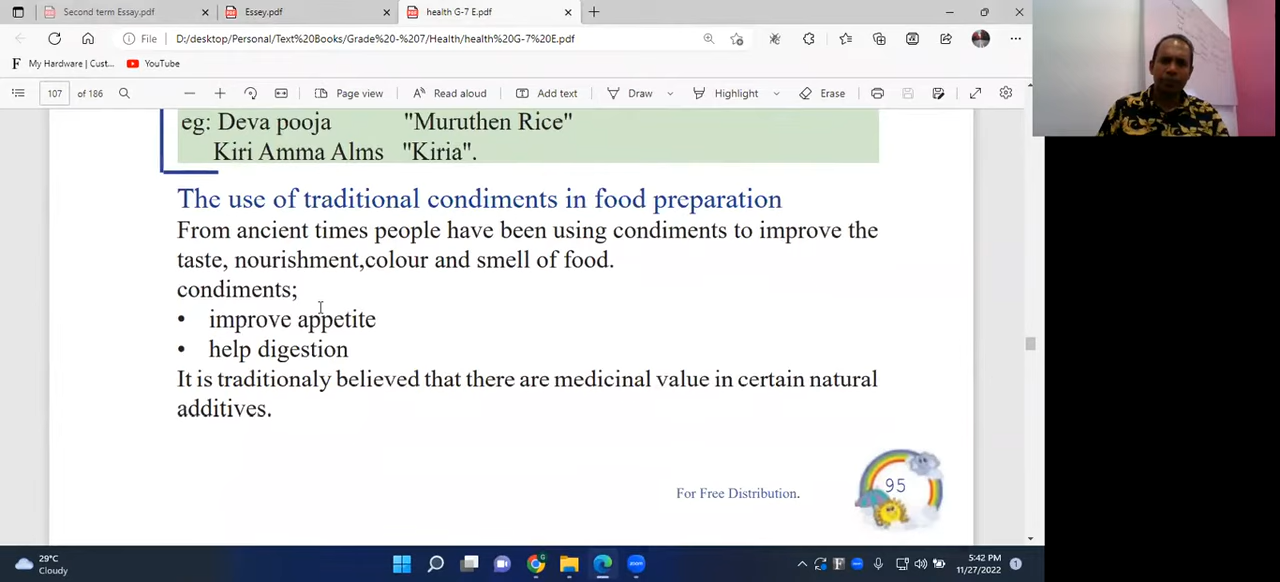 Second term Essay.pdf
Essey.pdf
health G-7 E.pdf
File
D:/desktop/Personal/Text%20Books/Grade%20-%207/Health/health%20G-7%20E.pdf
My Hardware | Cust...
YouTube
107 of 186
Page view
Read aloud
Add text
Draw
Highlight
Erase
eg: Deva pooja "Muruthen Rice"
Kiri Amma Alms "Kiria".
The use of traditional condiments in food preparation
From ancient times people have been using condiments to improve the
taste, nourishment,colour and smell of food.
condiments;
• improve appetite
• help digestion
It is traditionaly believed that there are medicinal value in certain natural
additives.
95
For Free Distribution.
29°C
Cloudy
zoom
5:42 PM
11/27/2022
1